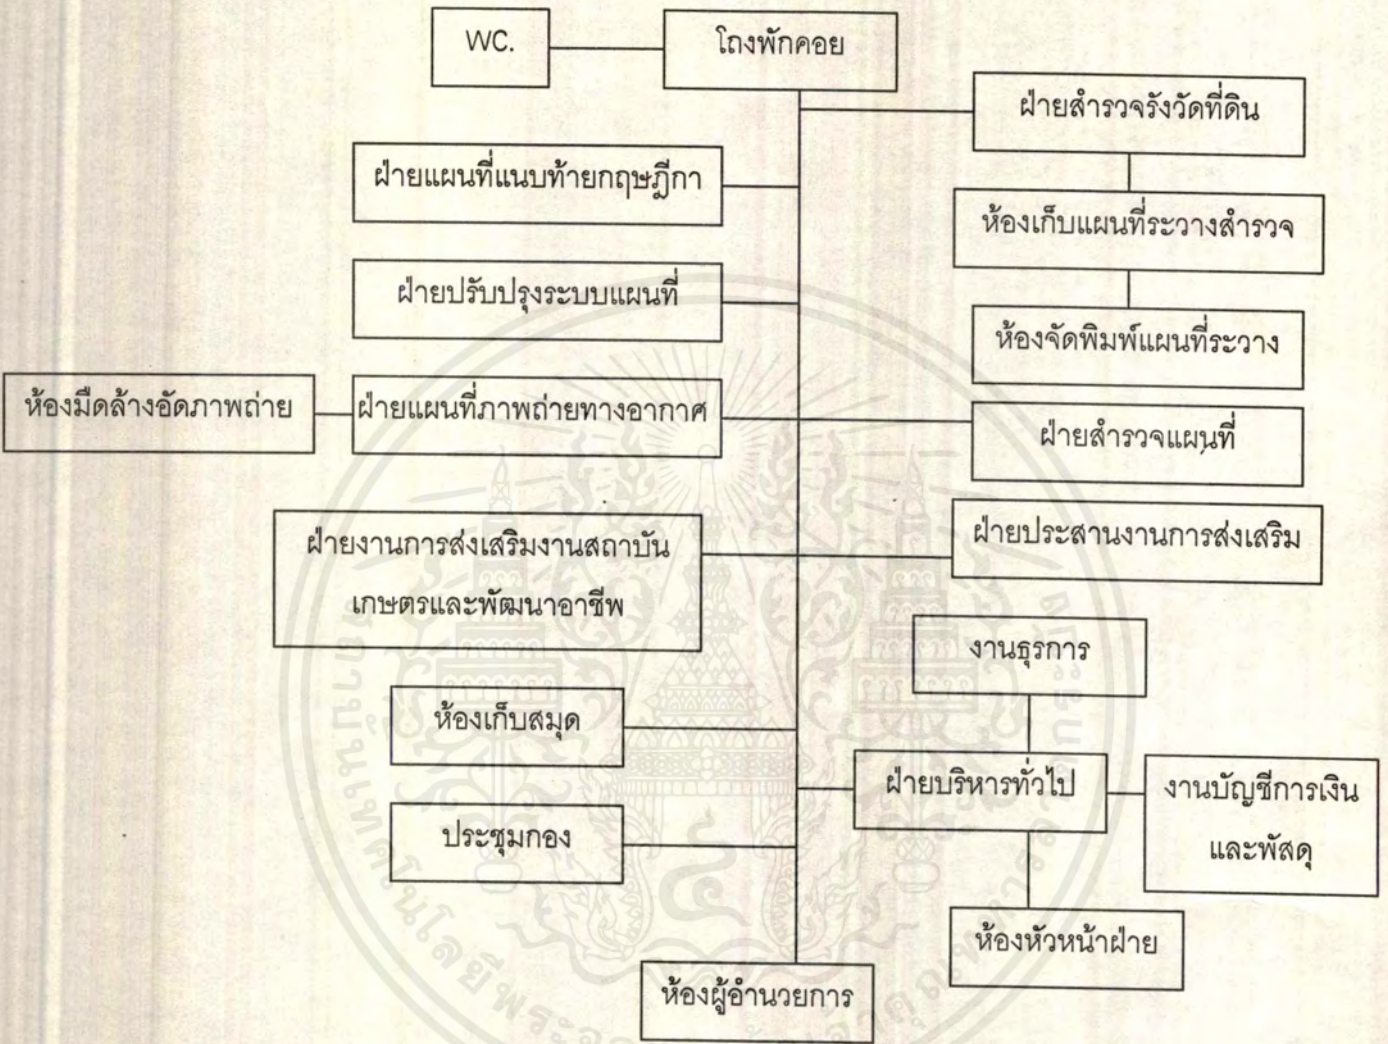 WC.
โถงพักคอย
ฝ่ายสำรวจรังวัดที่ดิน
ฝ่ายแผนที่แนบท้ายกฤษฎีกา
ห้องเก็บแผนที่ระวางสำรวจ
ฝ่ายปรับปรุงระบบแผนที่
ห้องจัดพิมพ์แผนที่ระวาง
ห้องมืดล้างอัดภาพถ่าย
ฝ่ายแผนที่ภาพถ่ายทางอากาศ
ฝ่ายสำรวจแผนที่
ฝ่ายงานการส่งเสริมงานสถาบัน
เกษตรและพัฒนาอาชีพ
ฝ่ายประสานงานการส่งเสริม
งานธุรการ
ห้องเก็บสมุด
ฝ่ายบริหารทั่วไป
งานบัญชีการเงิน
และพัสดุ
ประชุมกอง
ห้องหัวหน้าฝ่าย
ห้องผู้อำนวยการ